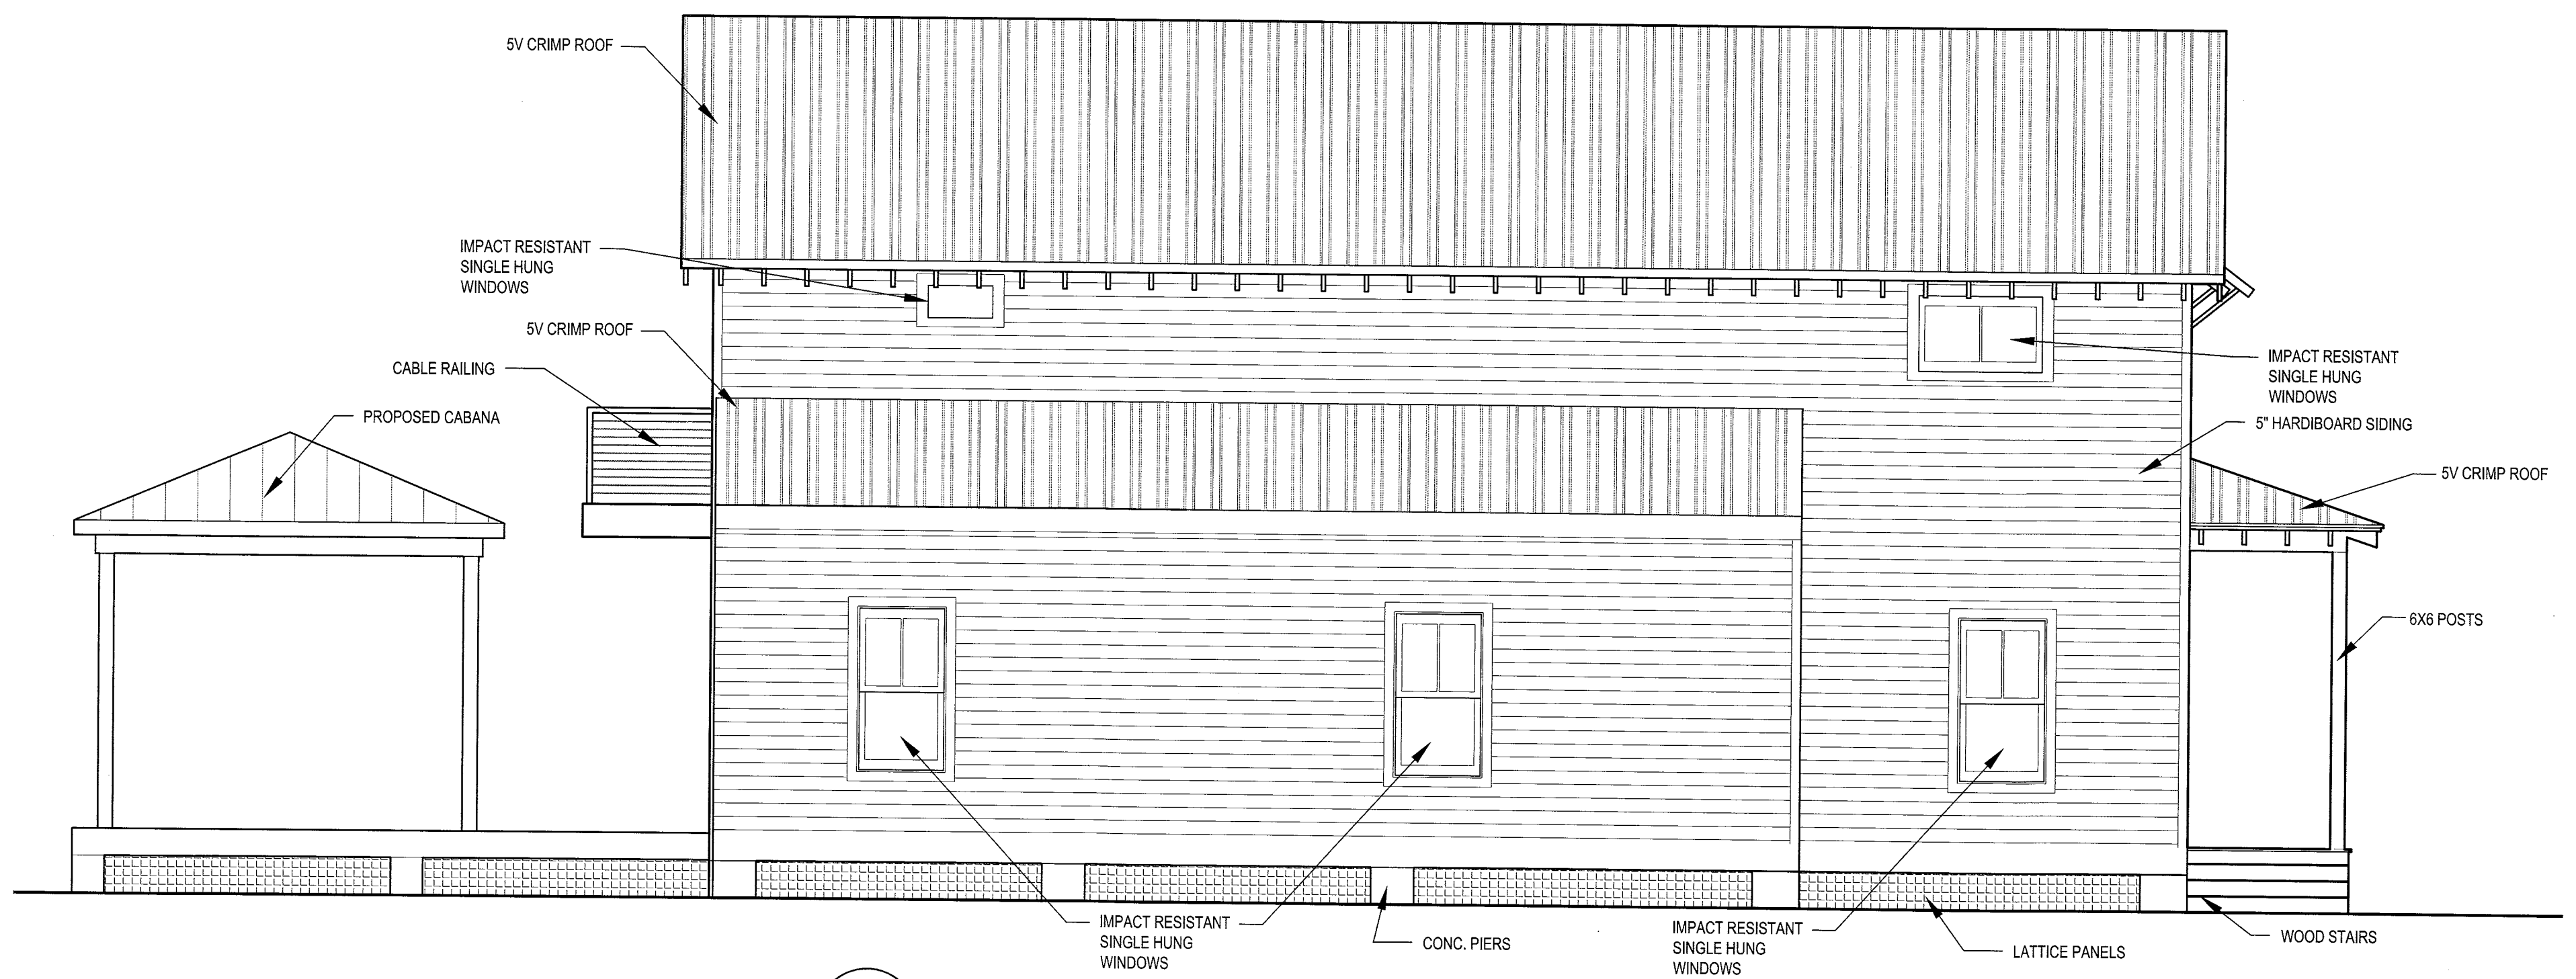 5V CRIMP ROOF
IMPACT RESISTANT
SINGLE HUNG
WINDOWS
5V CRIMP ROOF
CABLE RAILING
PROPOSED CABANA
IMPACT RESISTANT
SINGLE HUNG
WINDOWS
5" HARDIBOARD SIDING
5V CRIMP ROOF
6X6 POSTS
IMPACT RESISTANT
SINGLE HUNG
WINDOWS
CONC. PIERS
IMPACT RESISTANT
SINGLE HUNG
WINDOWS
LATTICE PANELS
WOOD STAIRS